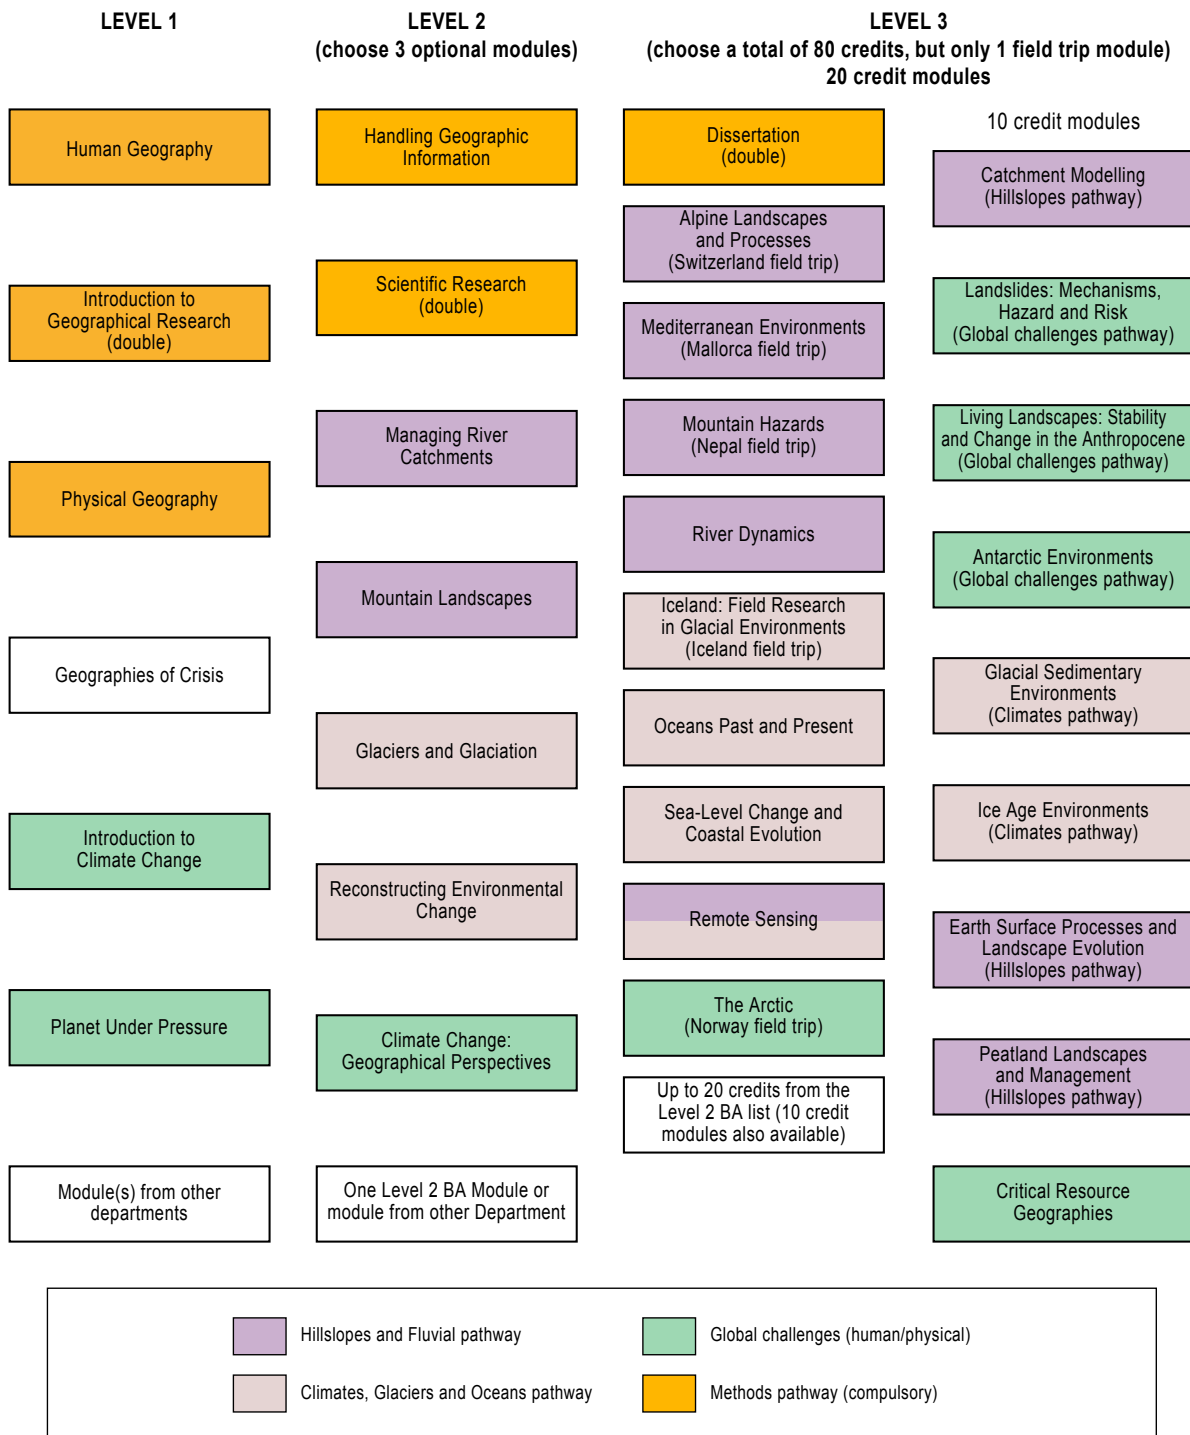 LEVEL 1
Human Geography
Introduction to
Geographical Research
(double)
Physical Geography
Geographies of Crisis
Introduction to
Climate Change
Planet Under Pressure
Module(s) from other
departments
LEVEL 2
(choose 3 optional modules)
Handling Geographic
Information
Scientific Research
(double)
Managing River
Catchments
Mountain Landscapes
Glaciers and Glaciation
Reconstructing Environmental
Change
Climate Change:
Geographical Perspectives
One Level 2 BA Module or
module from other Department
LEVEL 3
(choose a total of 80 credits, but only 1 field trip module)
20 credit modules
Dissertation
(double)
Alpine Landscapes
and Processes
(Switzerland field trip)
Mediterranean Environments
(Mallorca field trip)
Mountain Hazards
(Nepal field trip)
River Dynamics
Iceland: Field Research
in Glacial Environments
(Iceland field trip)
Oceans Past and Present
Sea-Level Change and
Coastal Evolution
Remote Sensing
The Arctic
(Norway field trip)
Up to 20 credits from the
Level 2 BA list (10 credit
modules also available)
10 credit modules
Catchment Modelling
(Hillslopes pathway)
Landslides: Mechanisms,
Hazard and Risk
(Global challenges pathway)
Living Landscapes: Stability
and Change in the Anthropocene
(Global challenges pathway)
Antarctic Environments
(Global challenges pathway)
Glacial Sedimentary
Environments
(Climates pathway)
Ice Age Environments
(Climates pathway)
Earth Surface Processes and
Landscape Evolution
(Hillslopes pathway)
Peatland Landscapes
and Management
(Hillslopes pathway)
Critical Resource
Geographies
Hillslopes and Fluvial pathway
Climates, Glaciers and Oceans pathway
Global challenges (human/physical)
Methods pathway (compulsory)